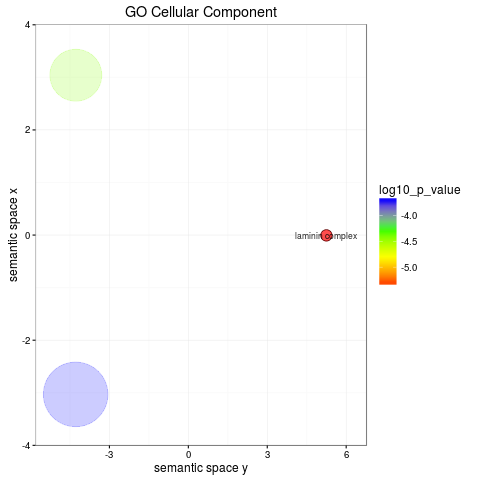 GO Cellular Component
4
2
0
-2
-4
semantic space x
laminin complex
-3
0
3
6
semantic space y
log10_p_value
-4.0
-4.5
-5.0